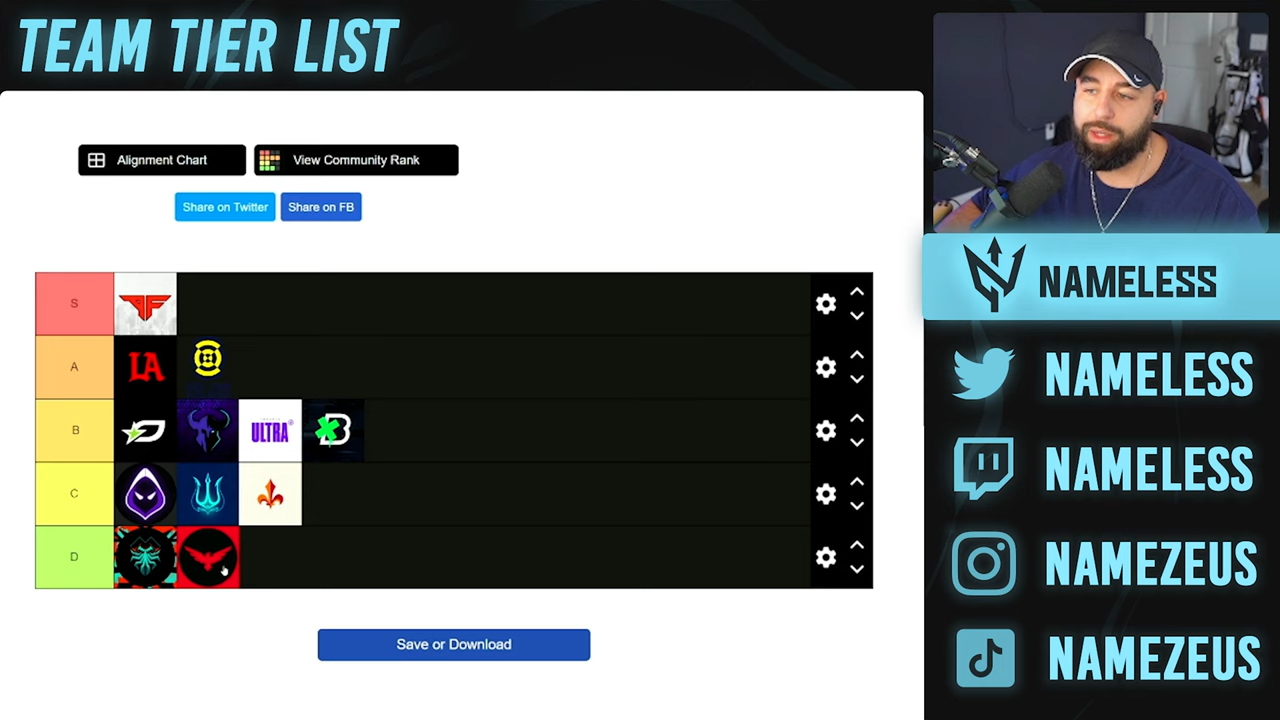 TEAM TIER LIST
Alignment Chart
View Community Rank
Share on Twitter
Share on FB
S
A
LA
B
ULTRA
C
D
Save or Download
NAMELESS
NAMELESS
NAMELESS
NAMEZEUS
NAMEZEUS